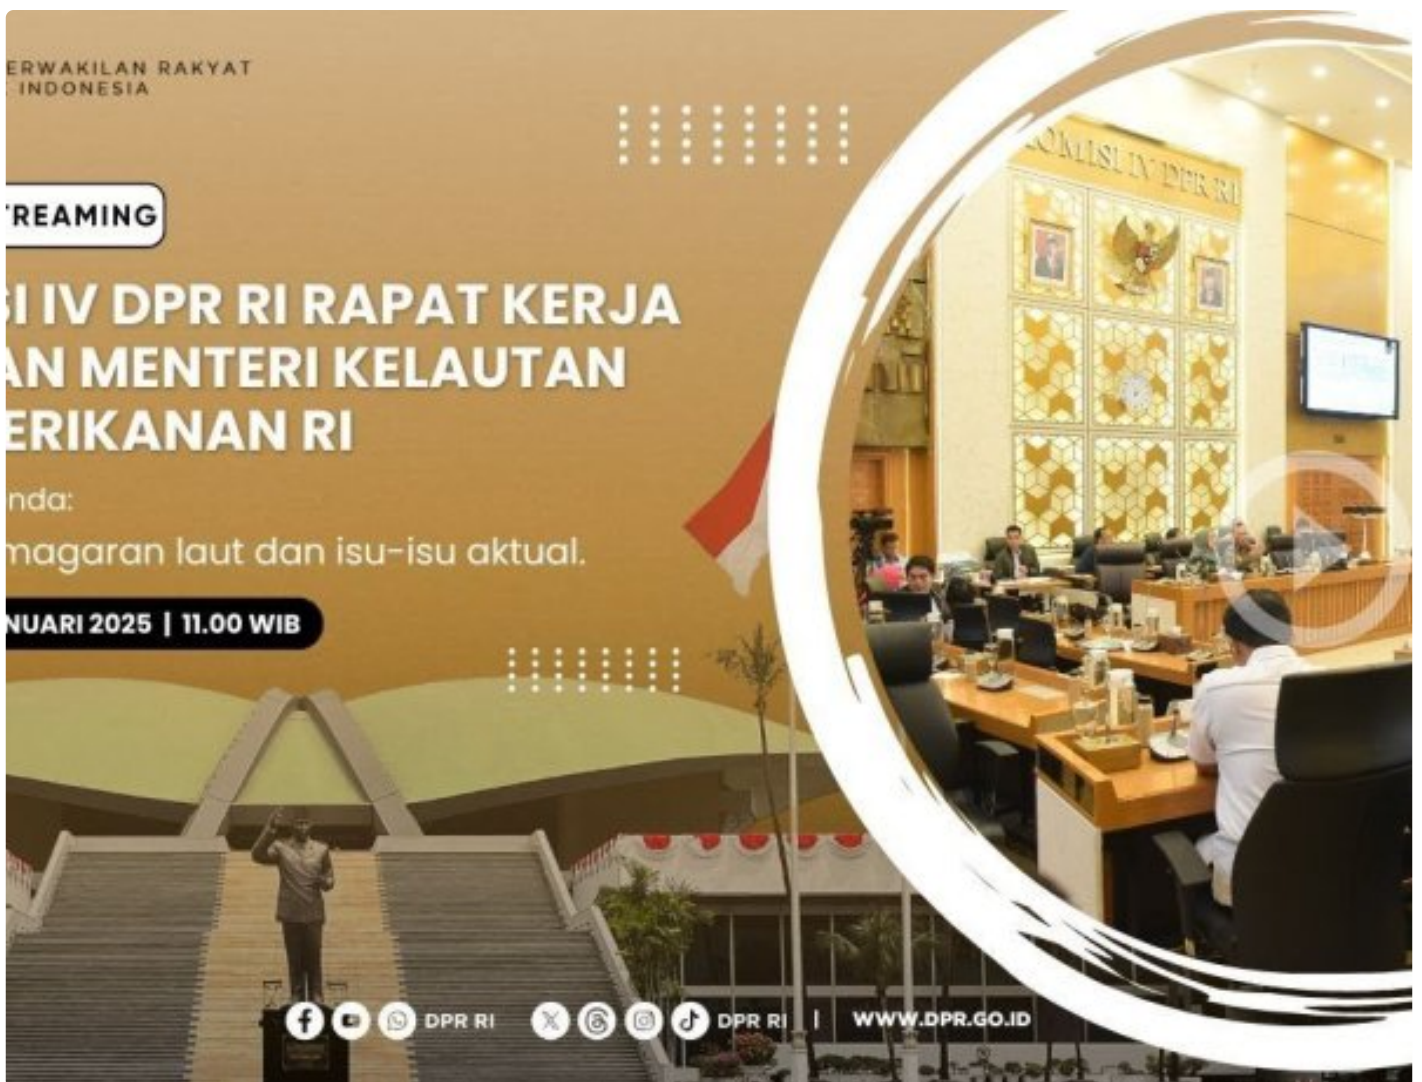 ERWAKILAN RAKYAT
INDONESIA
TREAMING
SI IV DPR RI RAPAT KERJA
AN MENTERI KELAUTAN
ERIKANAN RI
nda:
magaran laut dan isu-isu aktual.
NUARI 2025 | 11.00 WIB
KOMISI IV DPR RI
DPR RI
DPR RI | WWW.DPR.GO.ID